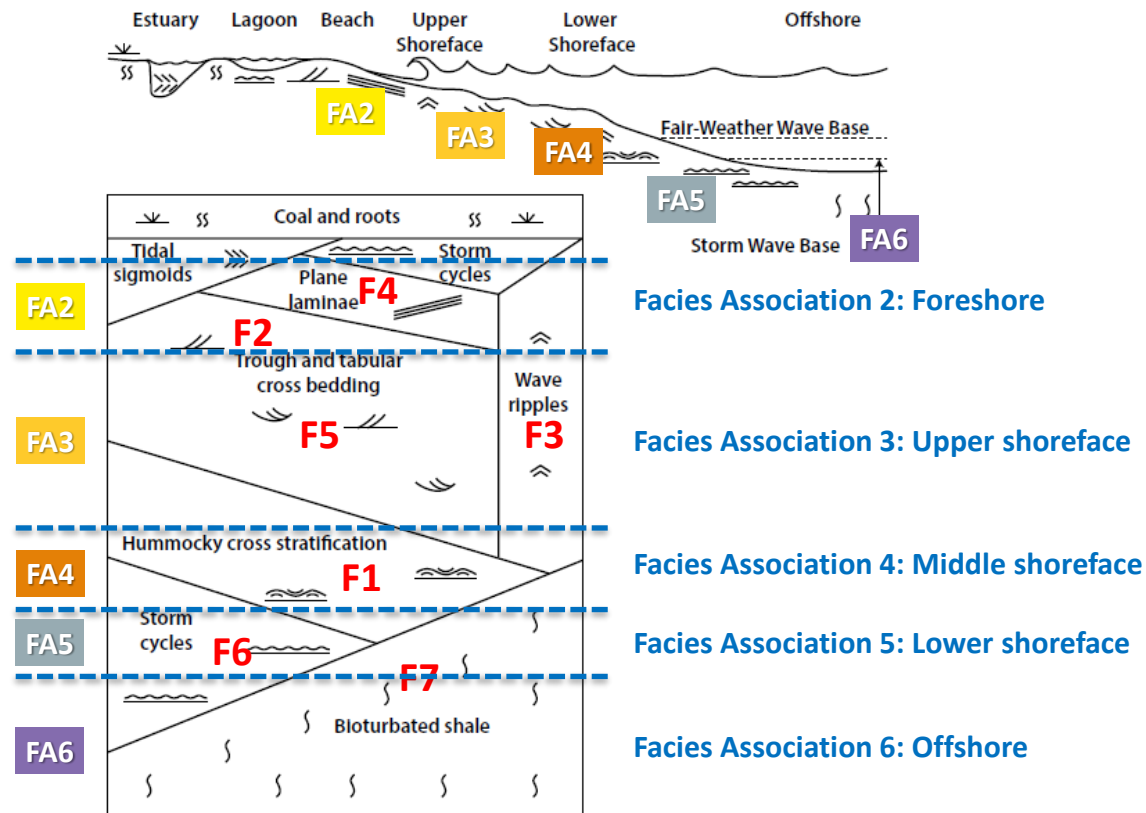 Estuary
Lagoon
Beach
Upper
Shoreface
Lower
Shoreface
Offshore
FA2
FA3
FA4
Fair-Weather Wave Base
FA5
FA6
Storm Wave Base
Coal and roots
Tidal
sigmoids
Storm
cycles
Plane
laminae
F4
FA2
F2
Facies Association 2: Foreshore
Trough and tabular
cross bedding
Wave
ripples
FA3
F5
F3
Facies Association 3: Upper shoreface
Hummocky cross stratification
FA4
F1
Facies Association 4: Middle shoreface
Storm
cycles
FA5
F6
Facies Association 5: Lower shoreface
F7
Bioturbated shale
FA6
Facies Association 6: Offshore